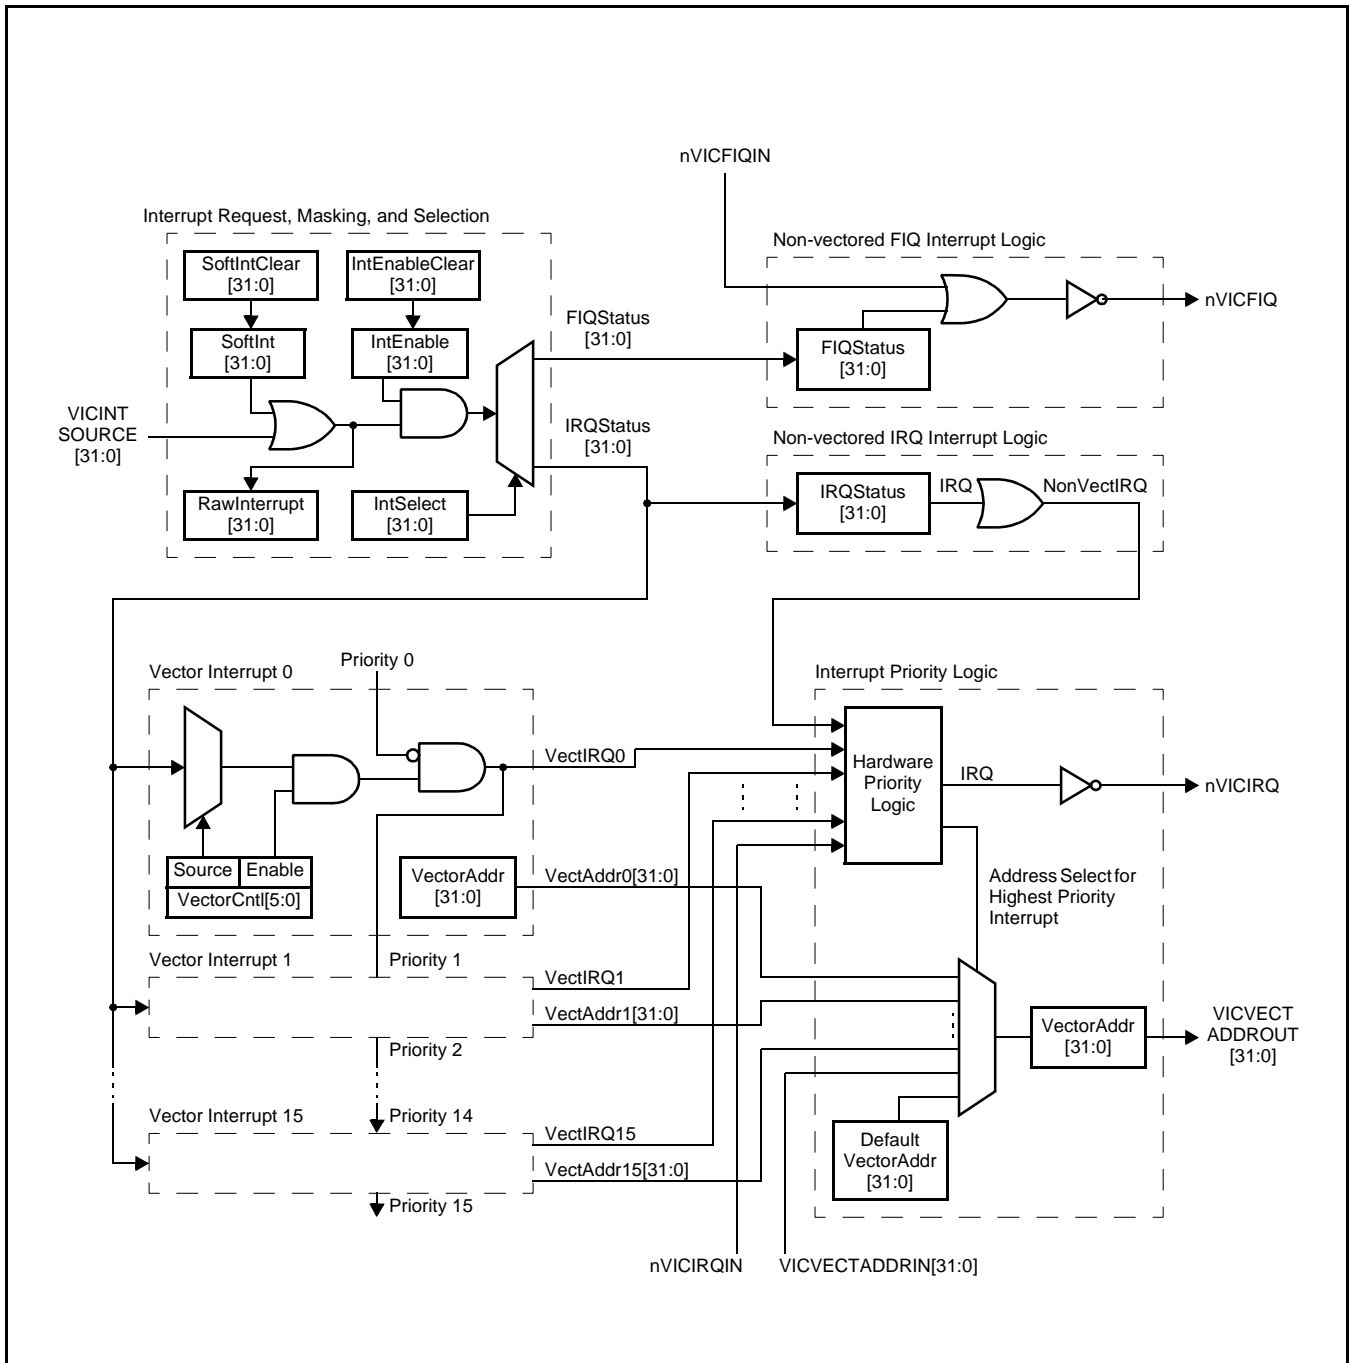 nVICFIQIN
Interrupt Request, Masking, and Selection
SoftIntClear
[31:0]
IntEnableClear
[31:0]
SoftInt
[31:0]
IntEnable
[31:0]
VICINT
SOURCE
[31:0]
RawInterrupt
[31:0]
IntSelect
[31:0]
FIQStatus
[31:0]
IRQStatus
[31:0]
Non-vectored FIQ Interrupt Logic
FIQStatus
[31:0]
nVICFIQ
Non-vectored IRQ Interrupt Logic
IRQStatus
[31:0]
IRQ
NonVectIRQ
Vector Interrupt 0
Priority 0
Source
Enable
VectorCntl[5:0]
VectorAddr
[31:0]
VectIRQ0
VectAddr0[31:0]
Vector Interrupt 1
Priority 1
VectIRQ1
VectAddr1[31:0]
Priority 2
Vector Interrupt 15
Priority 14
VectIRQ15
VectAddr15[31:0]
Priority 15
Interrupt Priority Logic
Hardware
Priority
Logic
IRQ
nVICIRQ
Address Select for
Highest Priority
Interrupt
VectorAddr
[31:0]
VICVECT
ADDROUT
[31:0]
Default
VectorAddr
[31:0]
nVICIRQIN
VICVECTADDRIN[31:0]